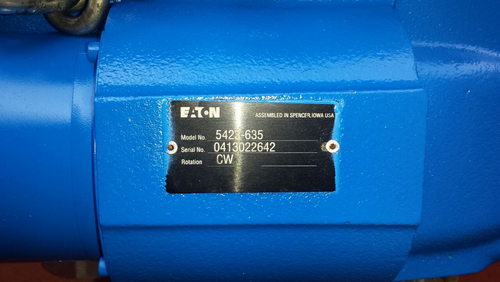 EATON ASSEMBLED IN SPENCER, IOWA USA
Model No. 5423-635
Serial No. 0413022642
Rotation CW